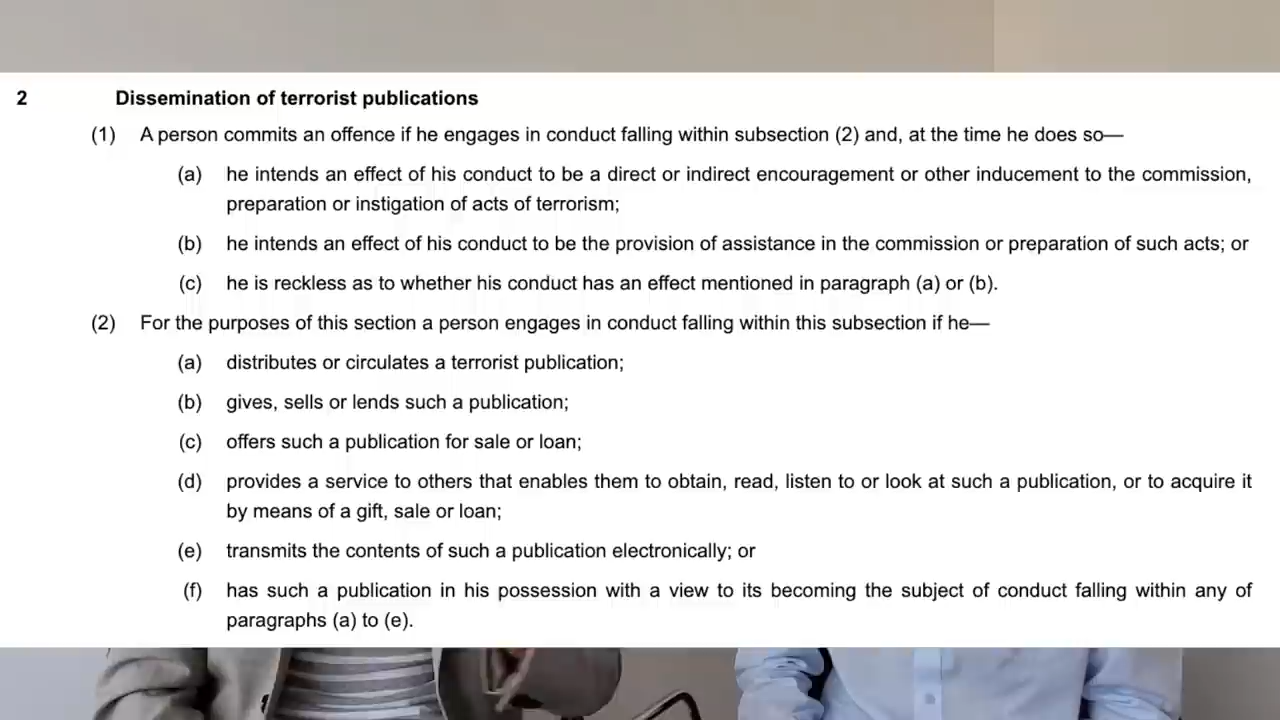 2 Dissemination of terrorist publications
(1) A person commits an offence if he engages in conduct falling within subsection (2) and, at the time he does so—
(a) he intends an effect of his conduct to be a direct or indirect encouragement or other inducement to the commission,
preparation or instigation of acts of terrorism;
(b) he intends an effect of his conduct to be the provision of assistance in the commission or preparation of such acts; or
(c) he is reckless as to whether his conduct has an effect mentioned in paragraph (a) or (b).
(2) For the purposes of this section a person engages in conduct falling within this subsection if he—
(a) distributes or circulates a terrorist publication;
(b) gives, sells or lends such a publication;
(c) offers such a publication for sale or loan;
(d) provides a service to others that enables them to obtain, read, listen to or look at such a publication, or to acquire it
by means of a gift, sale or loan;
(e) transmits the contents of such a publication electronically; or
(f) has such a publication in his possession with a view to its becoming the subject of conduct falling within any of
paragraphs (a) to (e).